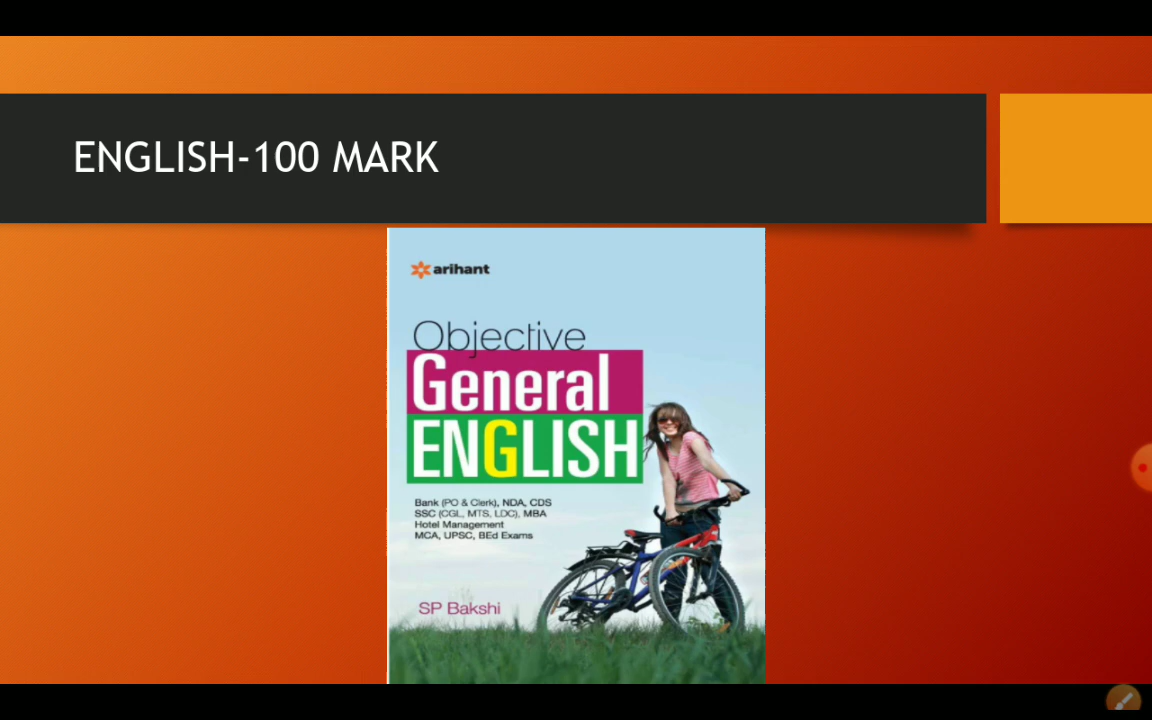 ENGLISH-100 MARK
arihant
Objective
General
ENGLISH
Bank (PO & Clerk), NDA, CDS
SSC (CGL, MTS, LDC), MBA
Hotel Management
MCA, UPSC, BEd Exams
SP Bakshi